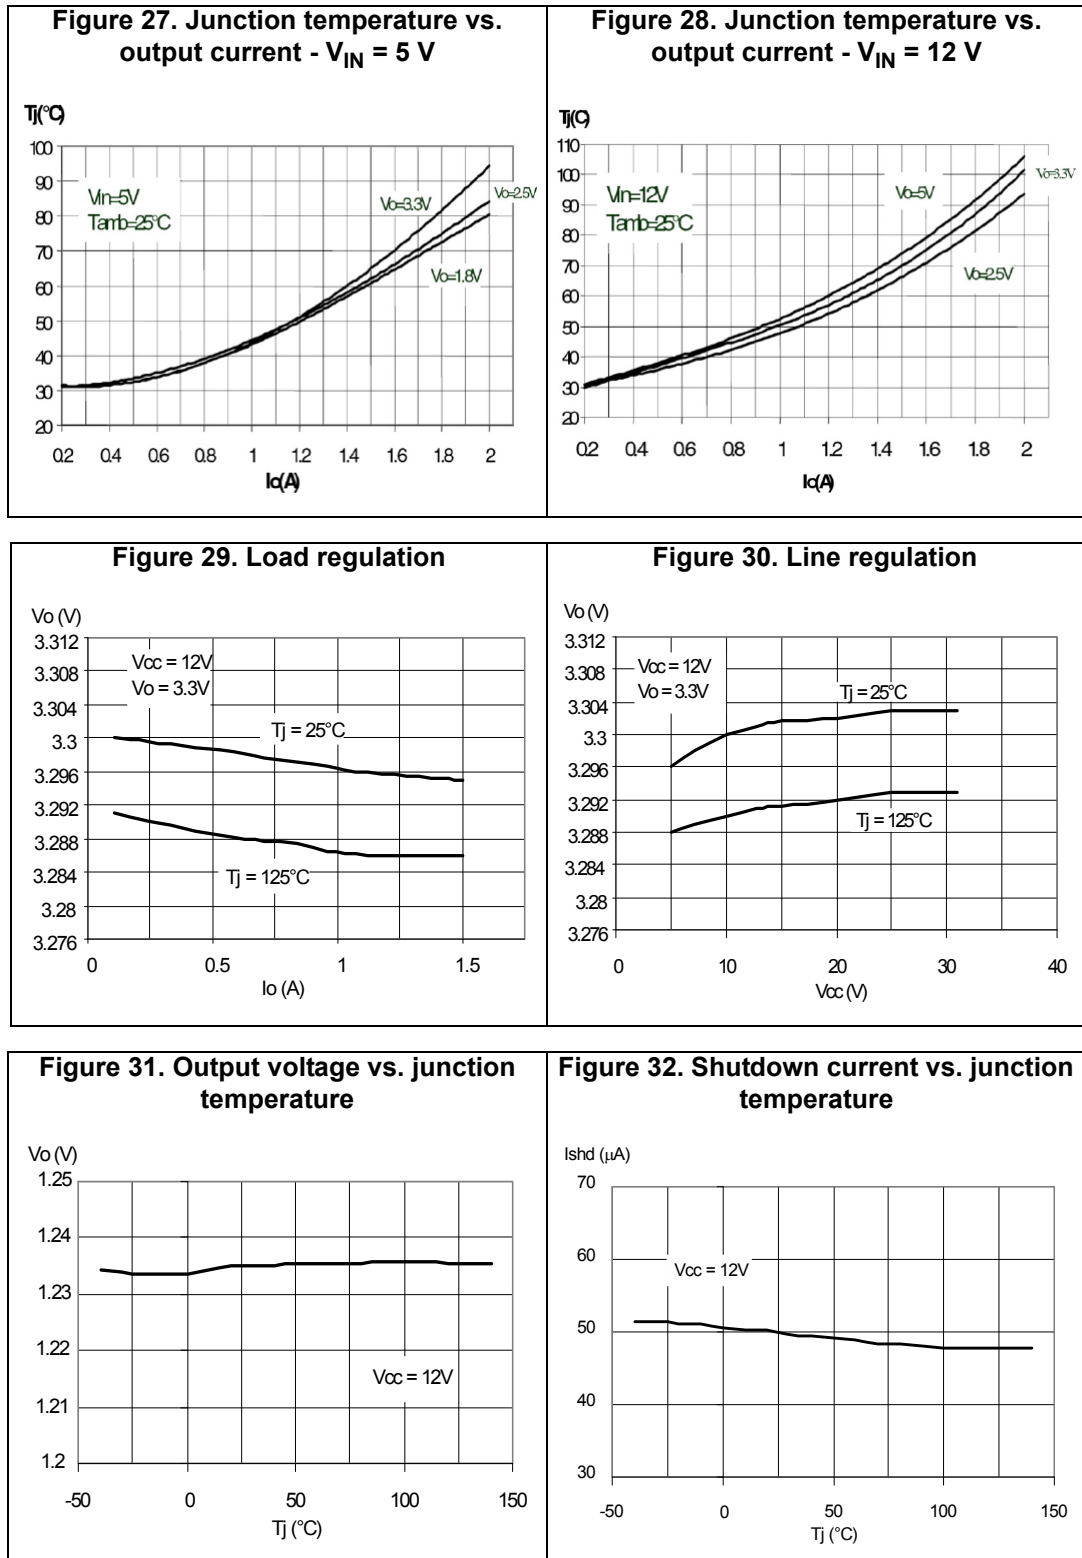 Figure 27. Junction temperature vs.
output current - VIN = 5 V
Tj(°C)
100
90
80
70
60
50
40
30
20
Vin=5V
Tamb=25°C
Vo=3.3V
Vo=2.5V
Vo=1.8V
0.2 0.4 0.6 0.8 1 1.2 1.4 1.6 1.8 2
Io(A)
Figure 28. Junction temperature vs.
output current - VIN = 12 V
Tj(C)
110
100
90
80
70
60
50
40
30
20
Vin=12V
Tamb=25°C
Vo=5V
Vo=3.3V
Vo=2.5V
0.2 0.4 0.6 0.8 1 1.2 1.4 1.6 1.8 2
Io(A)
Figure 29. Load regulation
Vo (V)
3.312
3.308
3.304
3.3
3.296
3.292
3.288
3.284
3.28
3.276
Vcc = 12V
Vo = 3.3V
Tj = 25°C
Tj = 125°C
0 0.5 1 1.5
Io (A)
Figure 30. Line regulation
Vo (V)
3.312
3.308
3.304
3.3
3.296
3.292
3.288
3.284
3.28
3.276
Vcc = 12V
Vo = 3.3V
Tj = 25°C
Tj = 125°C
0 10 20 30 40
Vcc (V)
Figure 31. Output voltage vs. junction
temperature
Vo (V)
1.25
1.24
1.23
1.22
1.21
1.2
Vcc = 12V
-50 0 50 100 150
Tj (°C)
Figure 32. Shutdown current vs. junction
temperature
Ishd (µA)
70
60
50
40
30
Vcc = 12V
-50 0 50 100 150
Tj (°C)